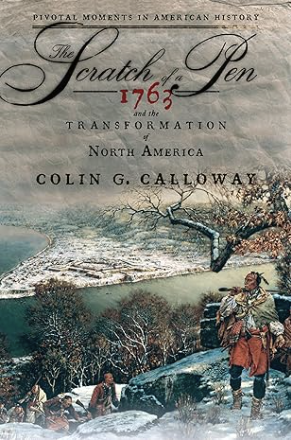 PIVOTAL MOMENTS IN AMERICAN HISTORY
The
Scratch of a Pen
1763
and the
TRANSFORMATION
of
NORTH AMERICA
COLIN G. CALLOWAY